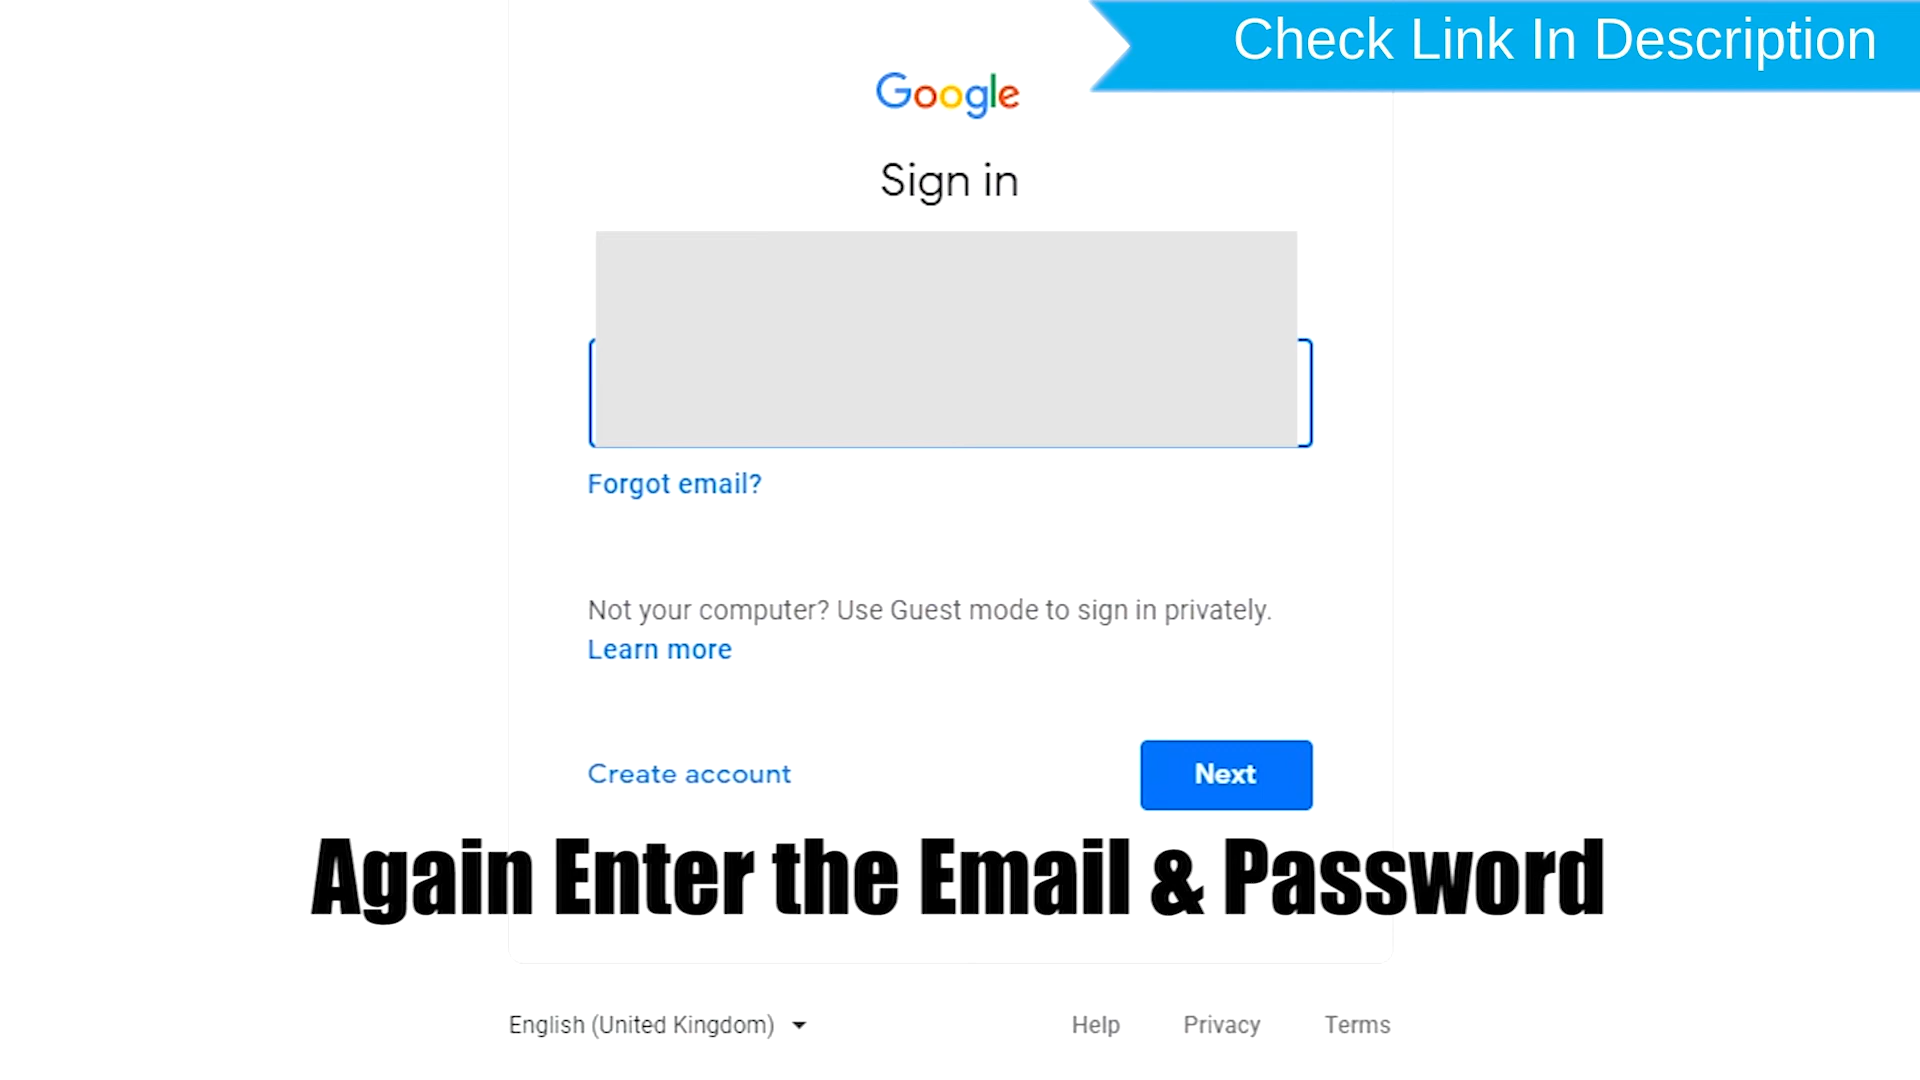 Check Link In Description
Google
Sign in
Forgot email?
Not your computer? Use Guest mode to sign in privately.
Learn more
Create account
Next
Again Enter the Email & Password
English (United Kingdom)
Help
Privacy
Terms